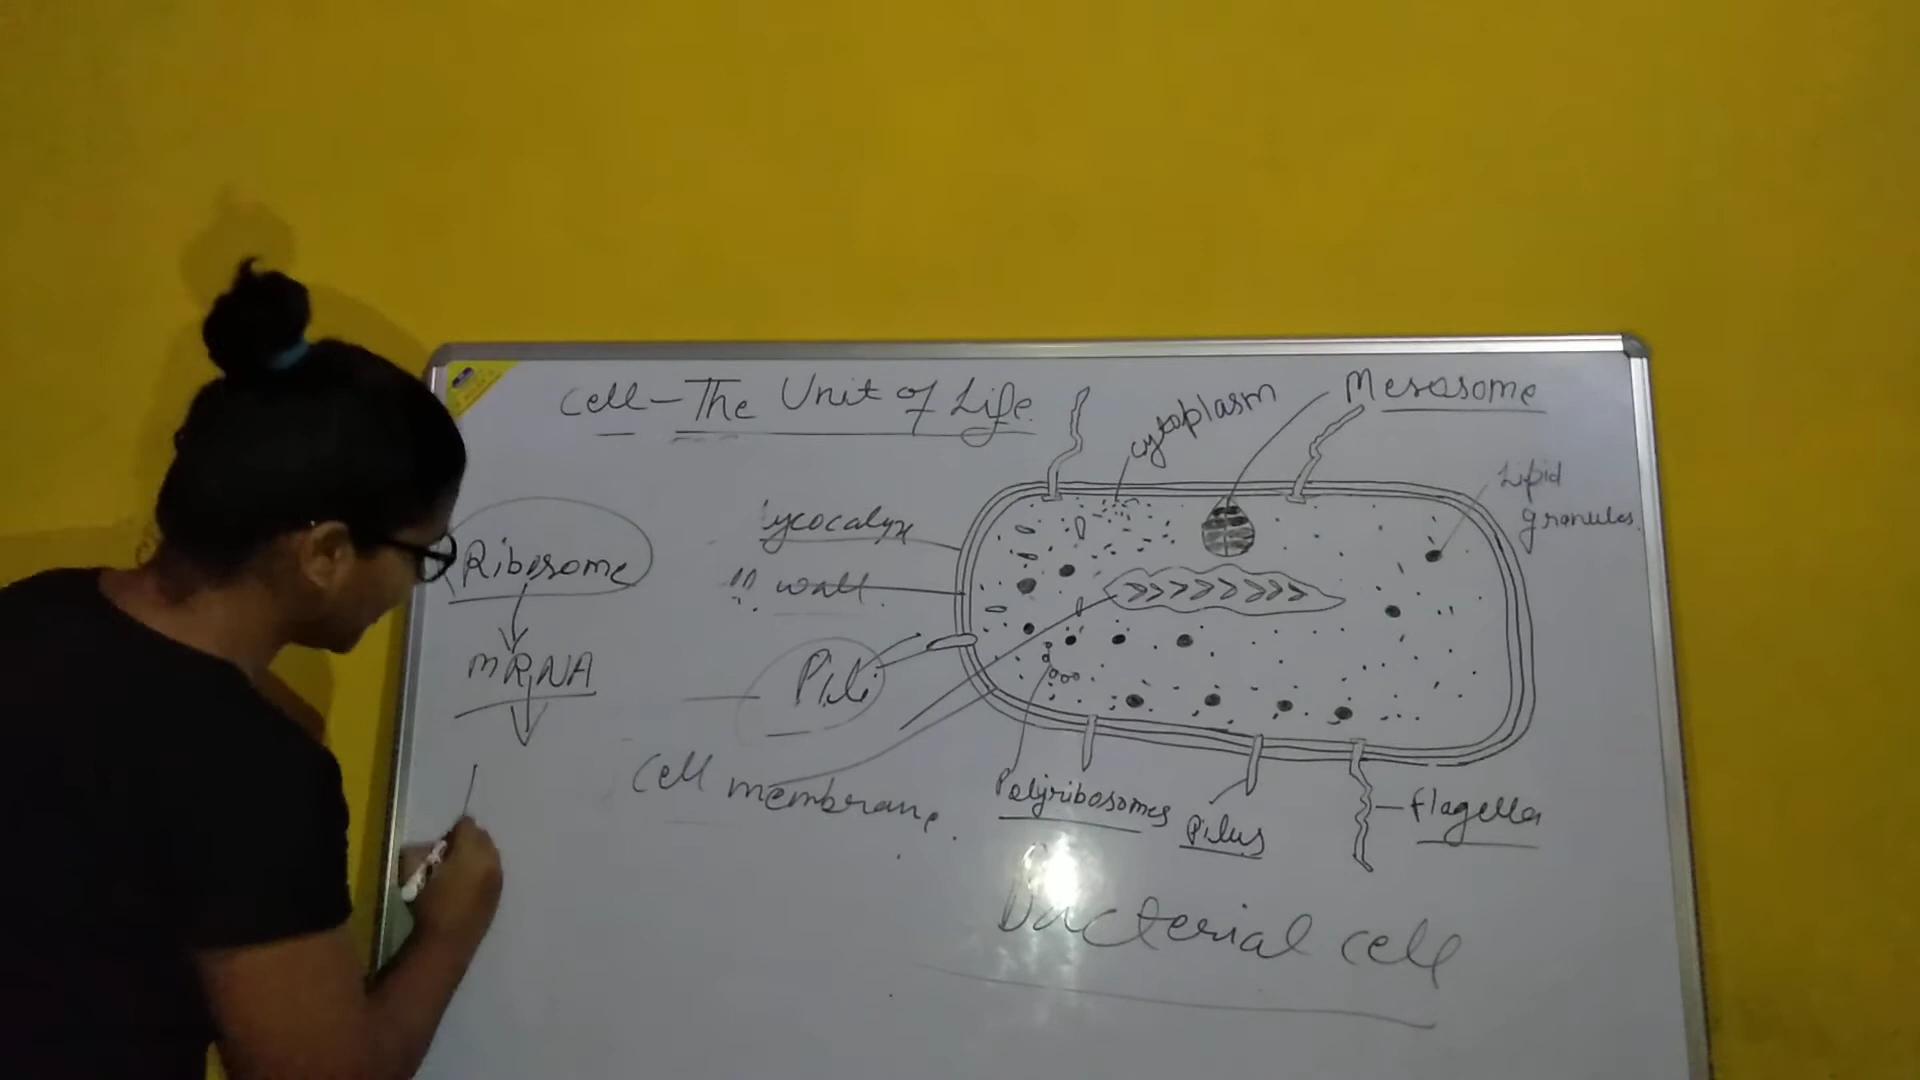 Cell - The Unit of Life.
cytoplasm
Mesosome
Lipid
granules
ycocalyx
Ribosome
wall
mRNA
Pili
Cell membrane.
Polyribosomes
Pilus
flagella
Bacterial cell